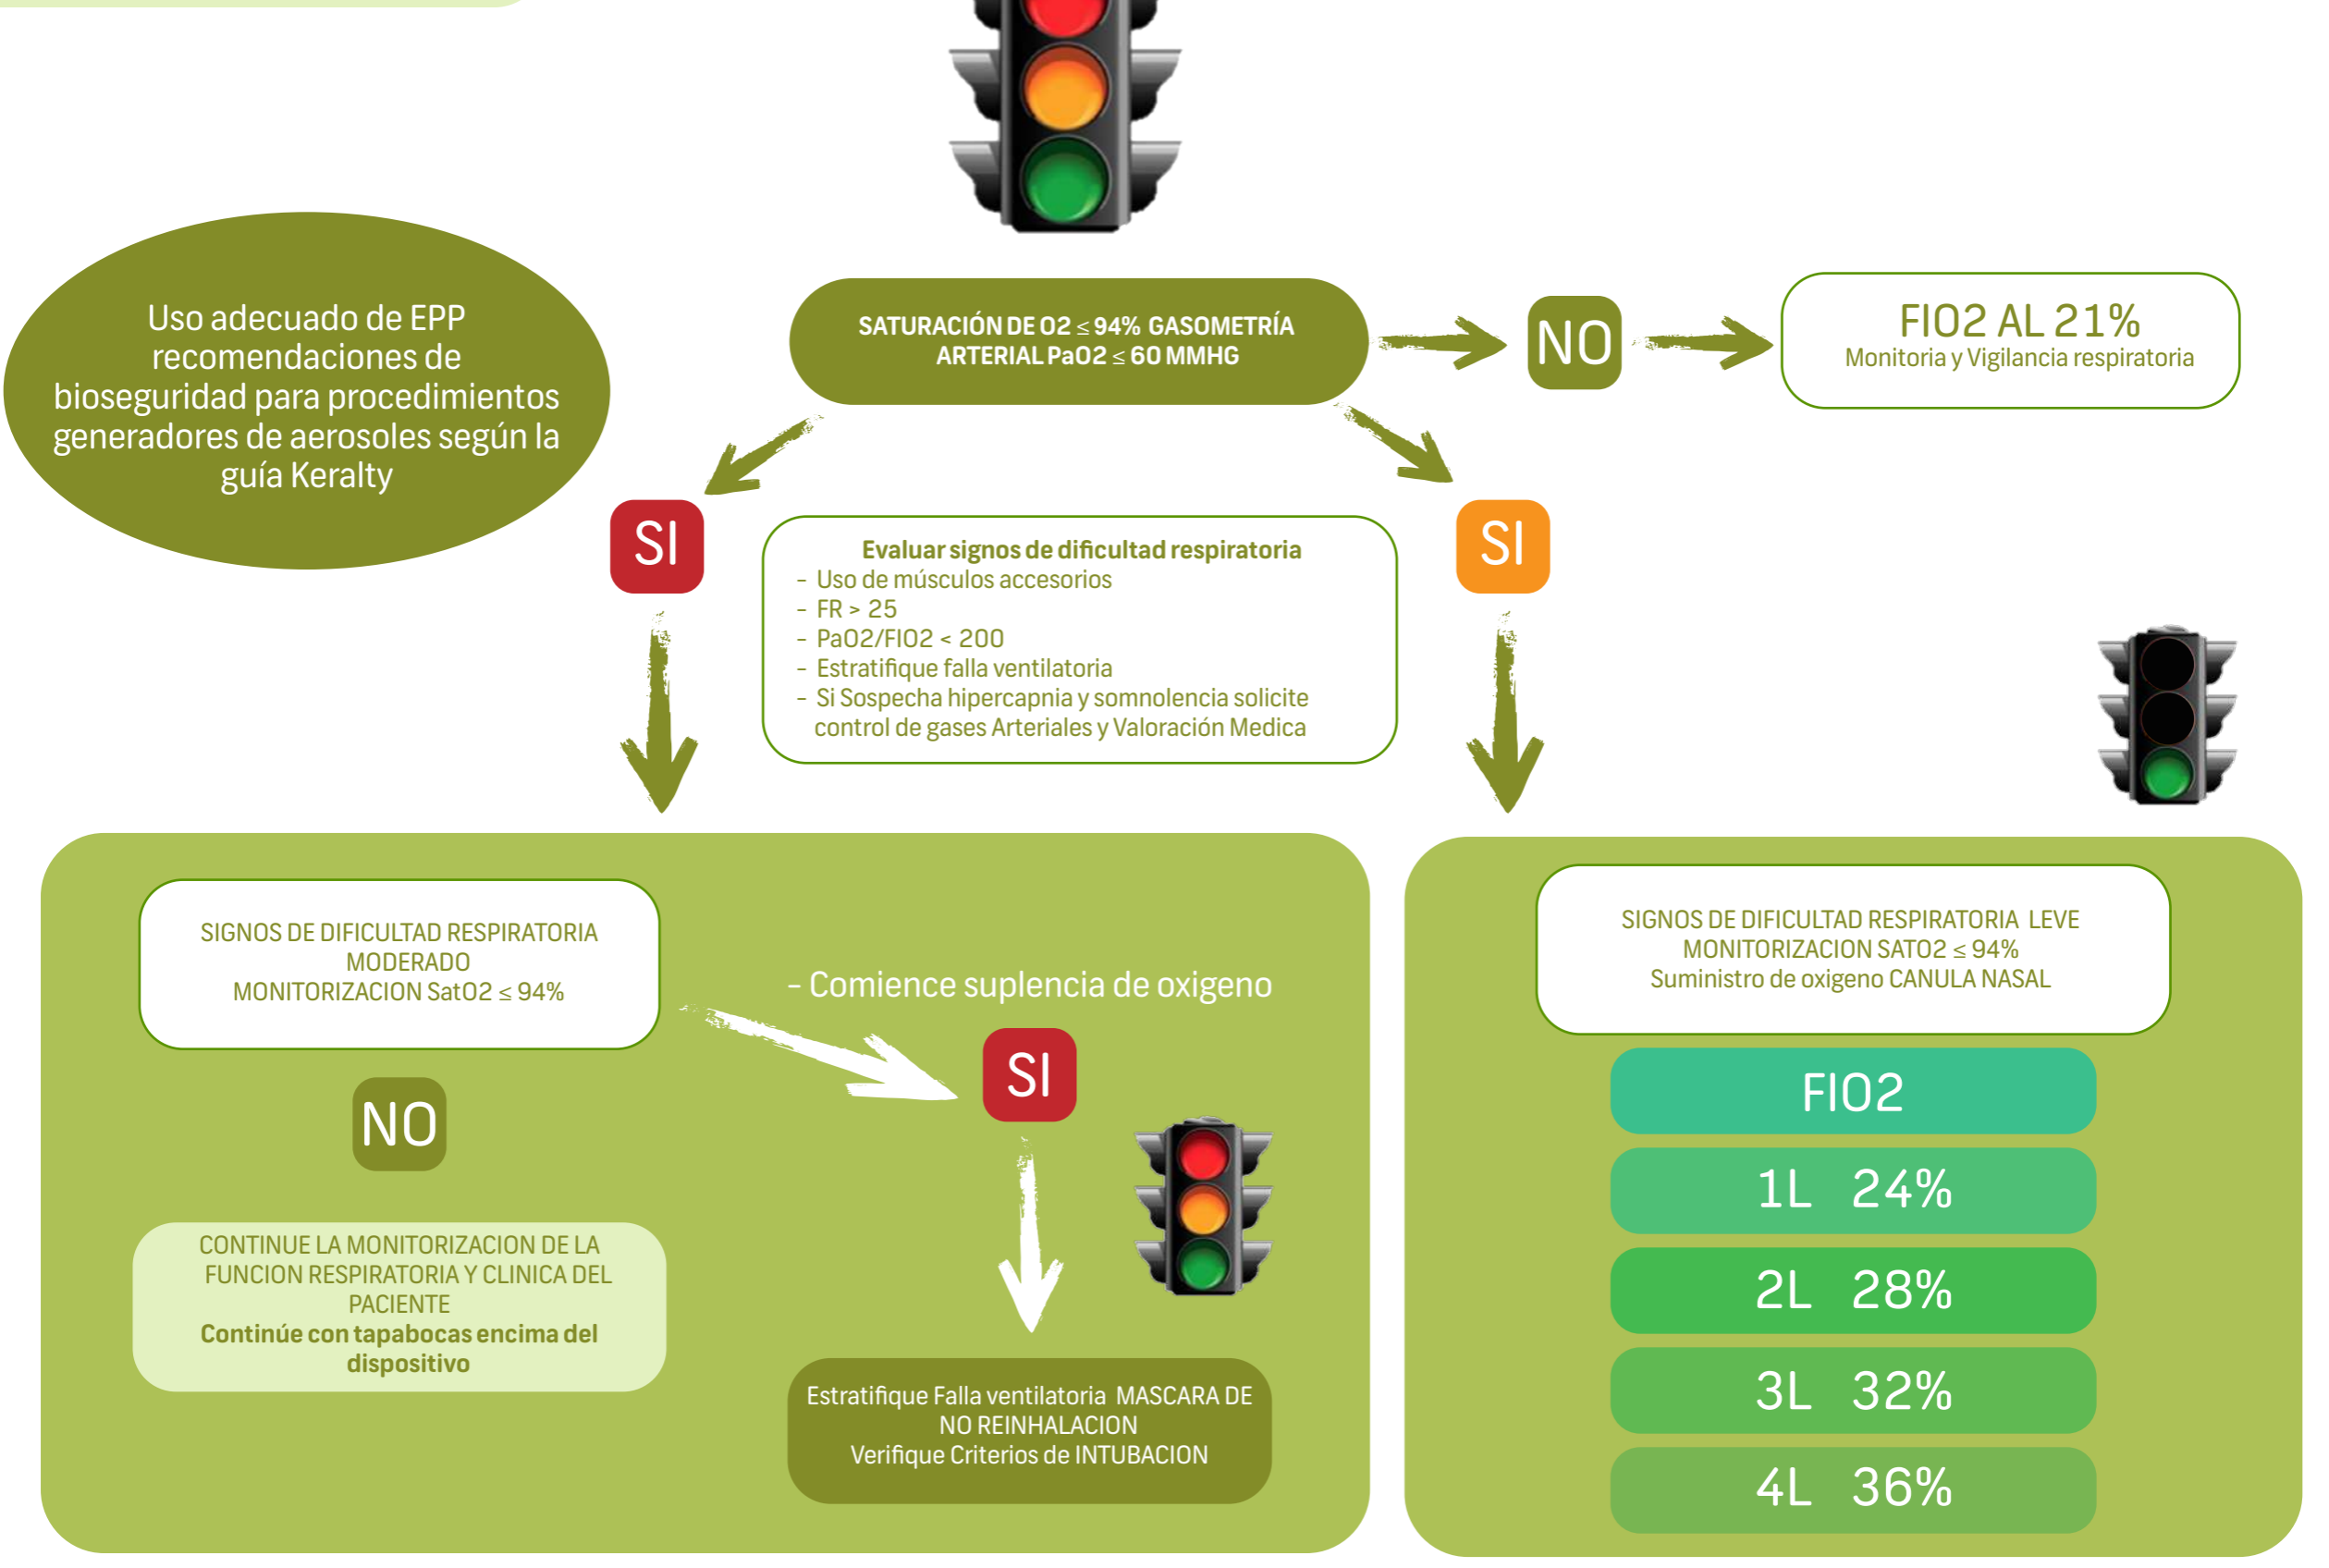 Uso adecuado de EPP
recomendaciones de
bioseguridad para procedimientos
generadores de aerosoles según la
guía Keralty
SATURACIÓN DE O2 ≤ 94% GASOMETRÍA
ARTERIAL PaO2 ≤ 60 MMHG
NO
FIO2 AL 21%
Monitoria y Vigilancia respiratoria
SI
Evaluar signos de dificultad respiratoria
- Uso de músculos accesorios
- FR > 25
- PaO2/FIO2 < 200
- Estratifique falla ventilatoria
- Si Sospecha hipercapnia y somnolencia solicite
control de gases Arteriales y Valoración Medica
SI
SIGNOS DE DIFICULTAD RESPIRATORIA
MODERADO
MONITORIZACION SatO2 ≤ 94%
- Comience suplencia de oxigeno
SI
NO
CONTINUE LA MONITORIZACION DE LA
FUNCION RESPIRATORIA Y CLINICA DEL
PACIENTE
Continúe con tapabocas encima del
dispositivo
Estratifique Falla ventilatoria MASCARA DE
NO REINHALACION
Verifique Criterios de INTUBACION
SIGNOS DE DIFICULTAD RESPIRATORIA LEVE
MONITORIZACION SATO2 ≤ 94%
Suministro de oxigeno CANULA NASAL
FIO2
1L 24%
2L 28%
3L 32%
4L 36%